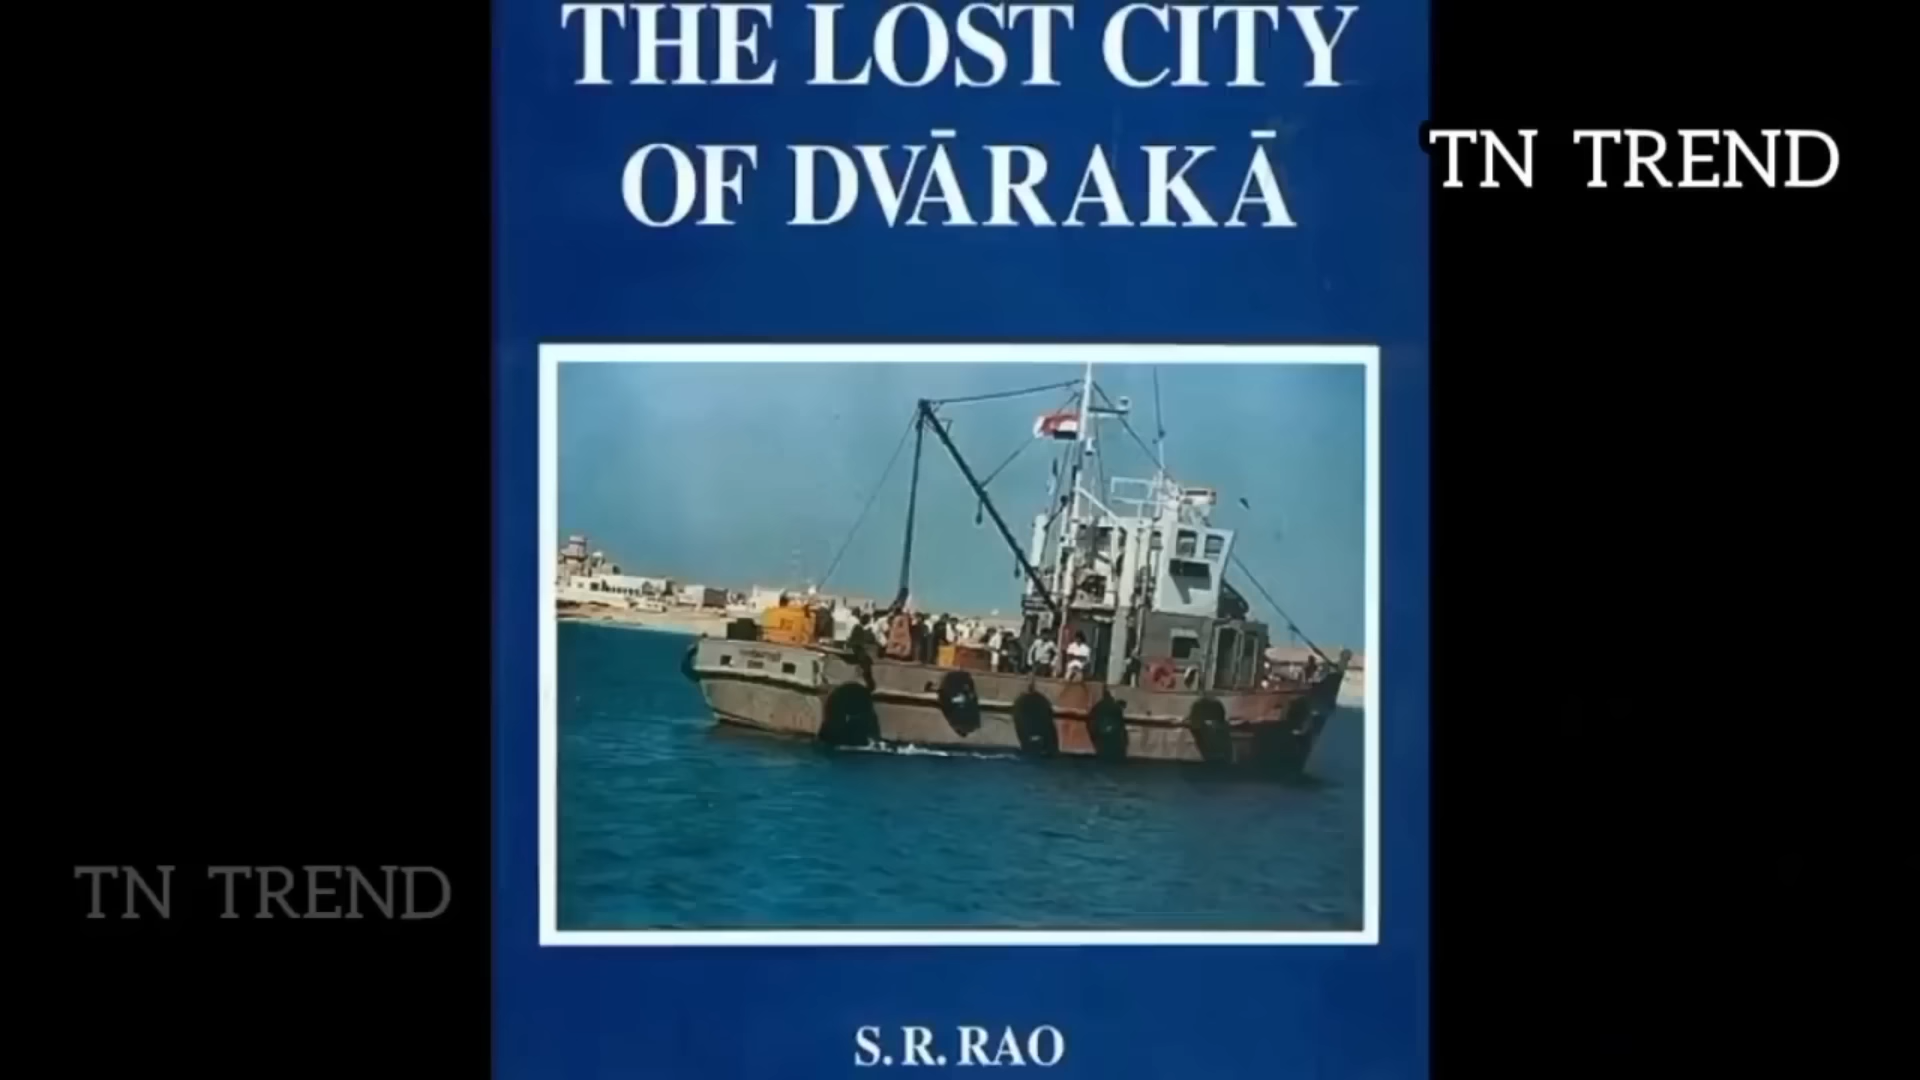 THE LOST CITY
OF DVĀRAKĀ
TN TREND
TN TREND
S. R. RAO